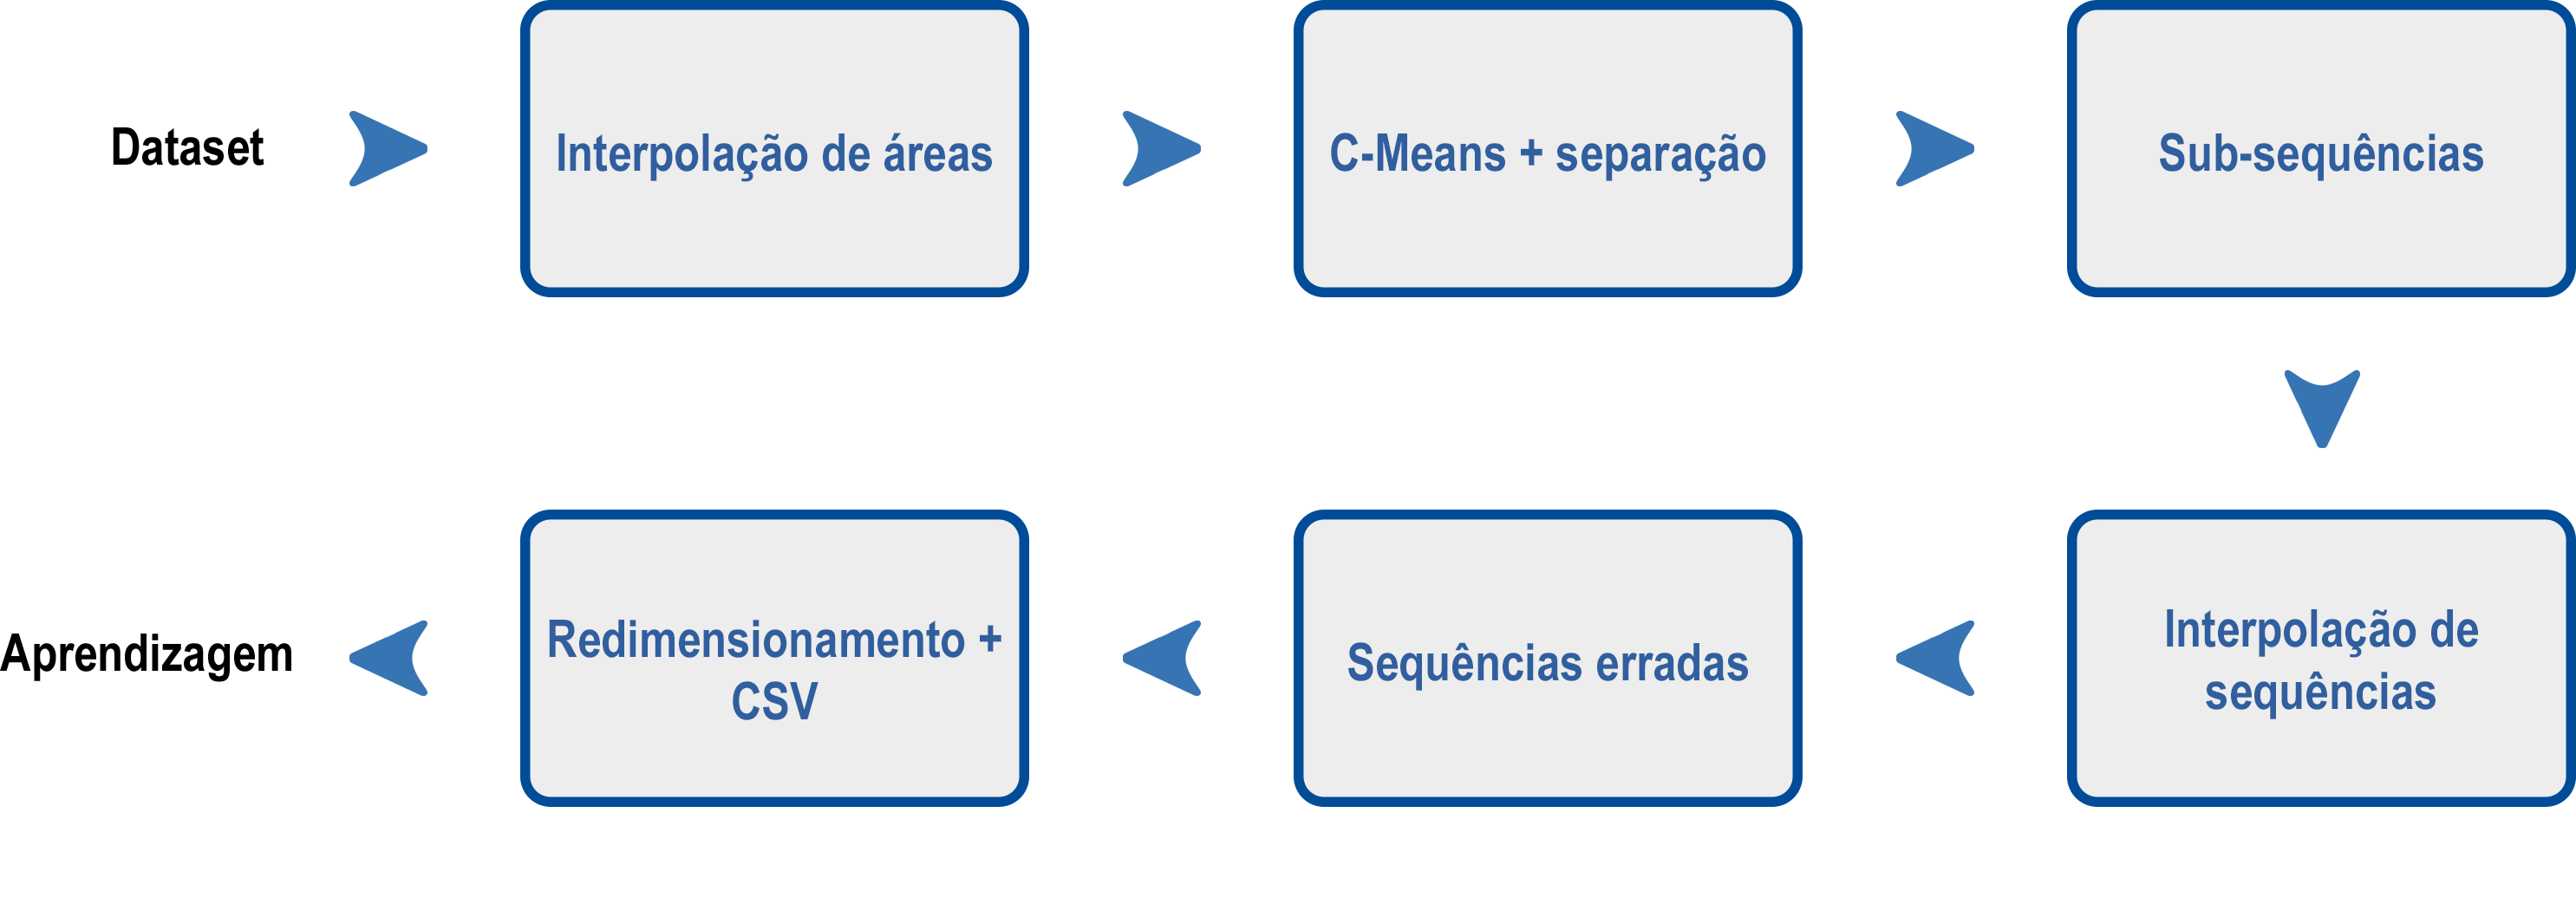 Dataset
Interpolação de áreas
C-Means + separação
Sub-sequências
Interpolação de
sequências
Sequências erradas
Redimensionamento +
CSV
Aprendizagem